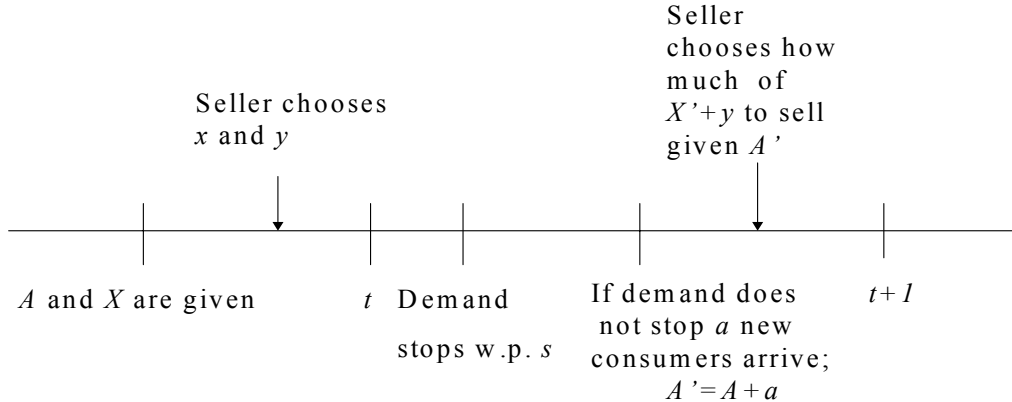 Seller
chooses how
much of
X’+y to sell
given A’
Seller chooses
x and y
A and X are given
t
Demand
stops w.p. s
If demand does
not stop a new
consumers arrive;
A’=A+a
t+1